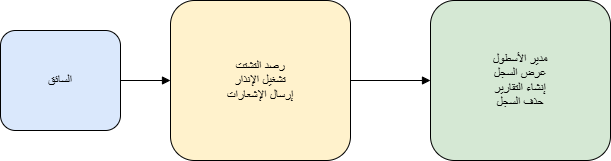 السائق
رصد التشتت
تشغيل الإنذار
إرسال الإشعارات
مدير الأسطول
عرض السجل
إنشاء التقارير
حذف السجل